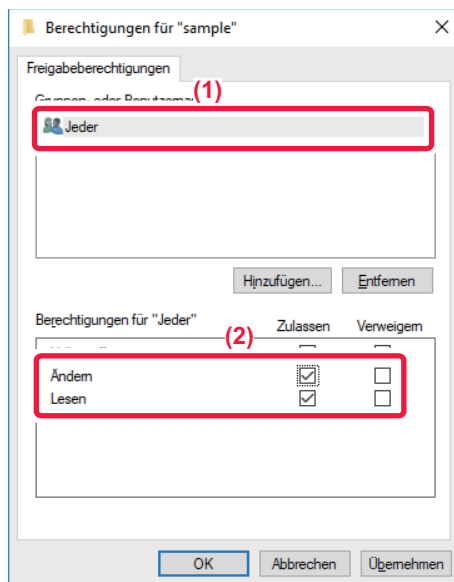 Berechtigungen für "sample"
Freigabeberechtigungen
(1)
Jeder
Hinzufügen...
Entfernen
Berechtigungen für "Jeder"
Zulassen
Verweigern
(2)
Ändern
Lesen
OK
Abbrechen
Übernehmen